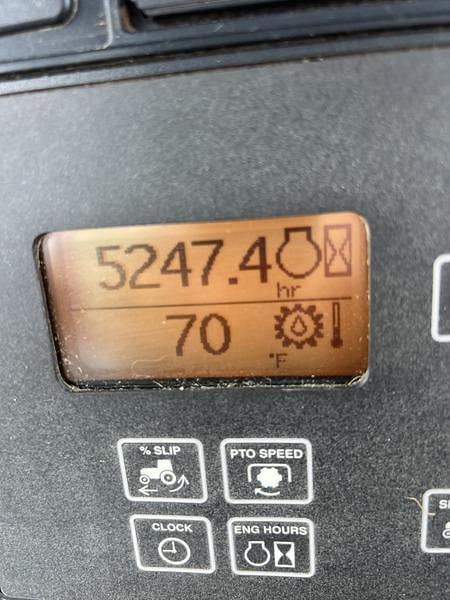 5247.4
hr
70
°F
% SLIP
PTO SPEED
CLOCK
ENG HOURS